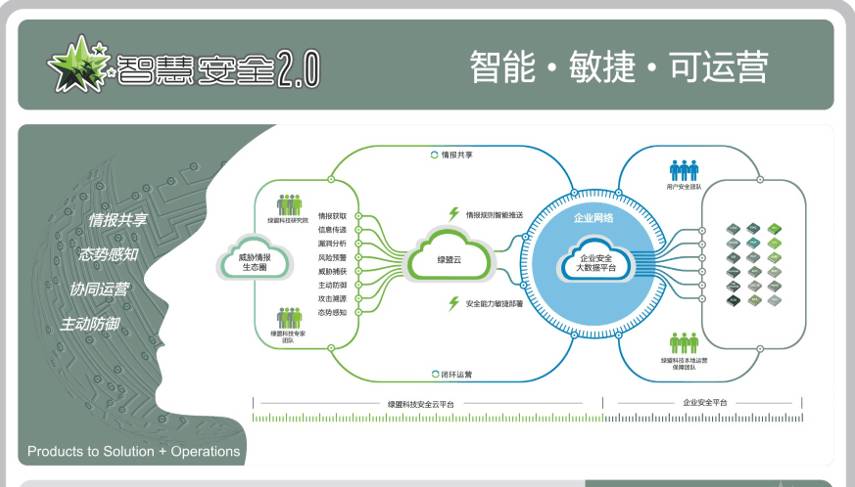 智慧安全2.0
智能·敏捷·可运营
情报共享
态势感知
协同运营
主动防御
Products to Solution + Operations
情报共享
绿盟科技研究院
威胁情报
生态圈
绿盟科技专家
团队
情报获取
信息传递
漏洞分析
风险预警
威胁捕获
主动防御
攻击溯源
态势感知
绿盟云
情报规则智能推送
安全能力敏捷部署
企业网络
企业安全
大数据平台
用户安全团队
绿盟科技本地运营
保障团队
闭环运营
绿盟科技安全云平台
企业安全平台